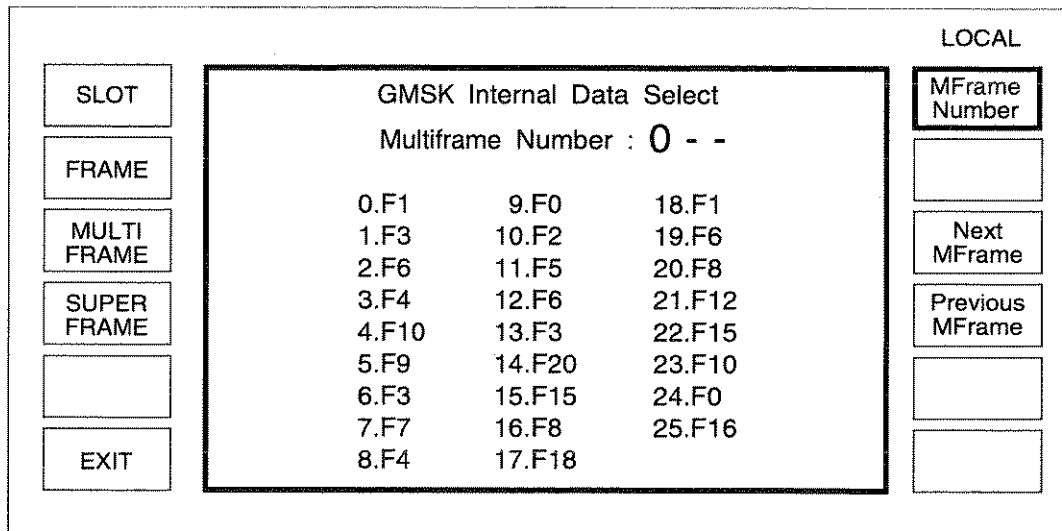 LOCAL
SLOT
FRAME
MULTI
FRAME
SUPER
FRAME
EXIT
GMSK Internal Data Select
Multiframe Number : 0 - -
0.F1 9.F0 18.F1
1.F3 10.F2 19.F6
2.F6 11.F5 20.F8
3.F4 12.F6 21.F12
4.F10 13.F3 22.F15
5.F9 14.F20 23.F10
6.F3 15.F15 24.F0
7.F7 16.F8 25.F16
8.F4 17.F18
MFrame
Number
Next
MFrame
Previous
MFrame